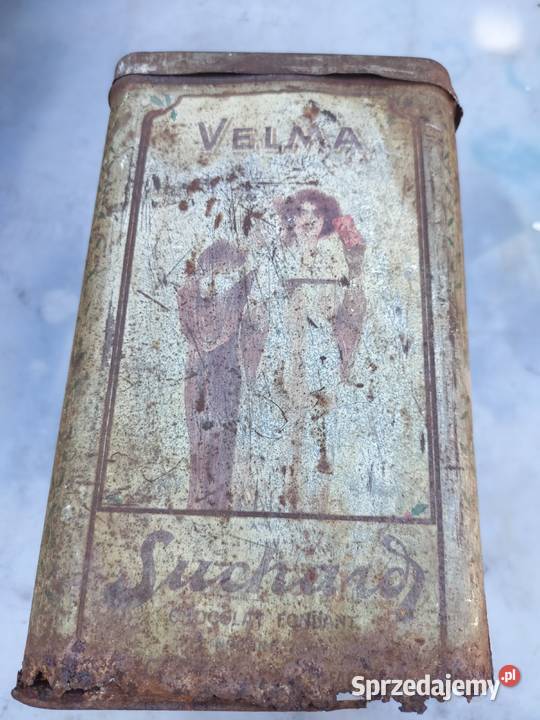 VELMA
Suchard
CHOCOLAT FONDANT
Sprzedajemy.pl